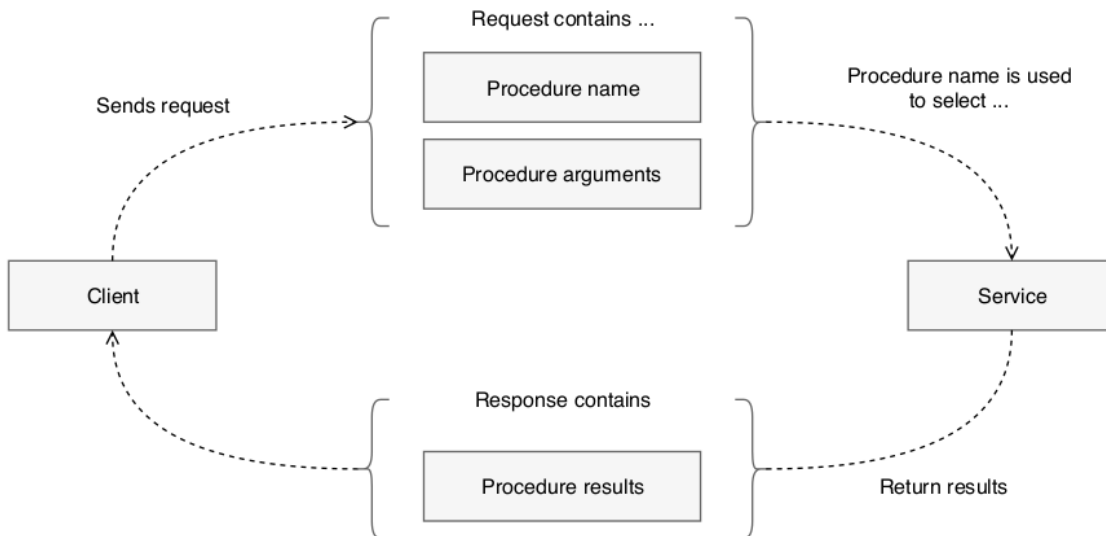 Request contains ...
Procedure name
Procedure name is used
to select ...
Sends request
Procedure arguments
Client
Service
Response contains
Procedure results
Return results